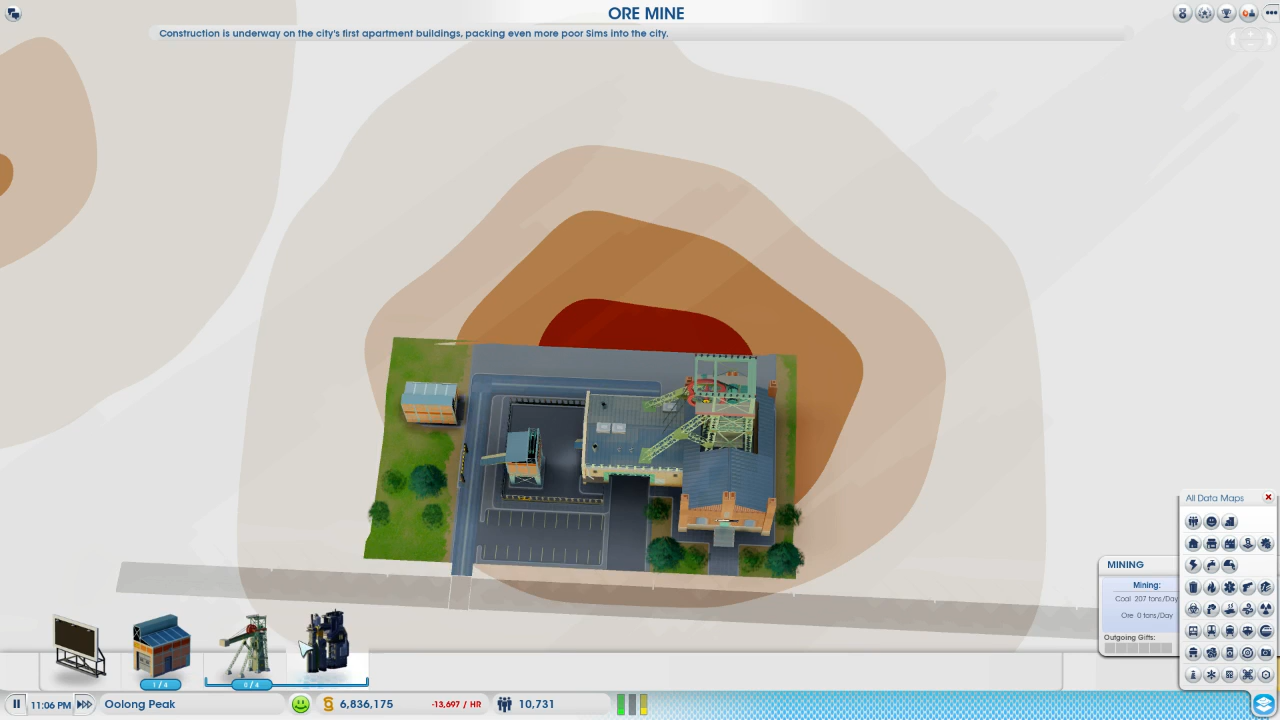 ORE MINE
Construction is underway on the city's first apartment buildings, packing even more poor Sims into the city.
All Data Maps
MINING
Mining:
Coal 207 tons/Day
Ore 0 tons/Day
Outgoing Gifts:
1 / 4
0 / 4
11:06 PM
Oolong Peak
6,836,175
-13,697 / HR
10,731